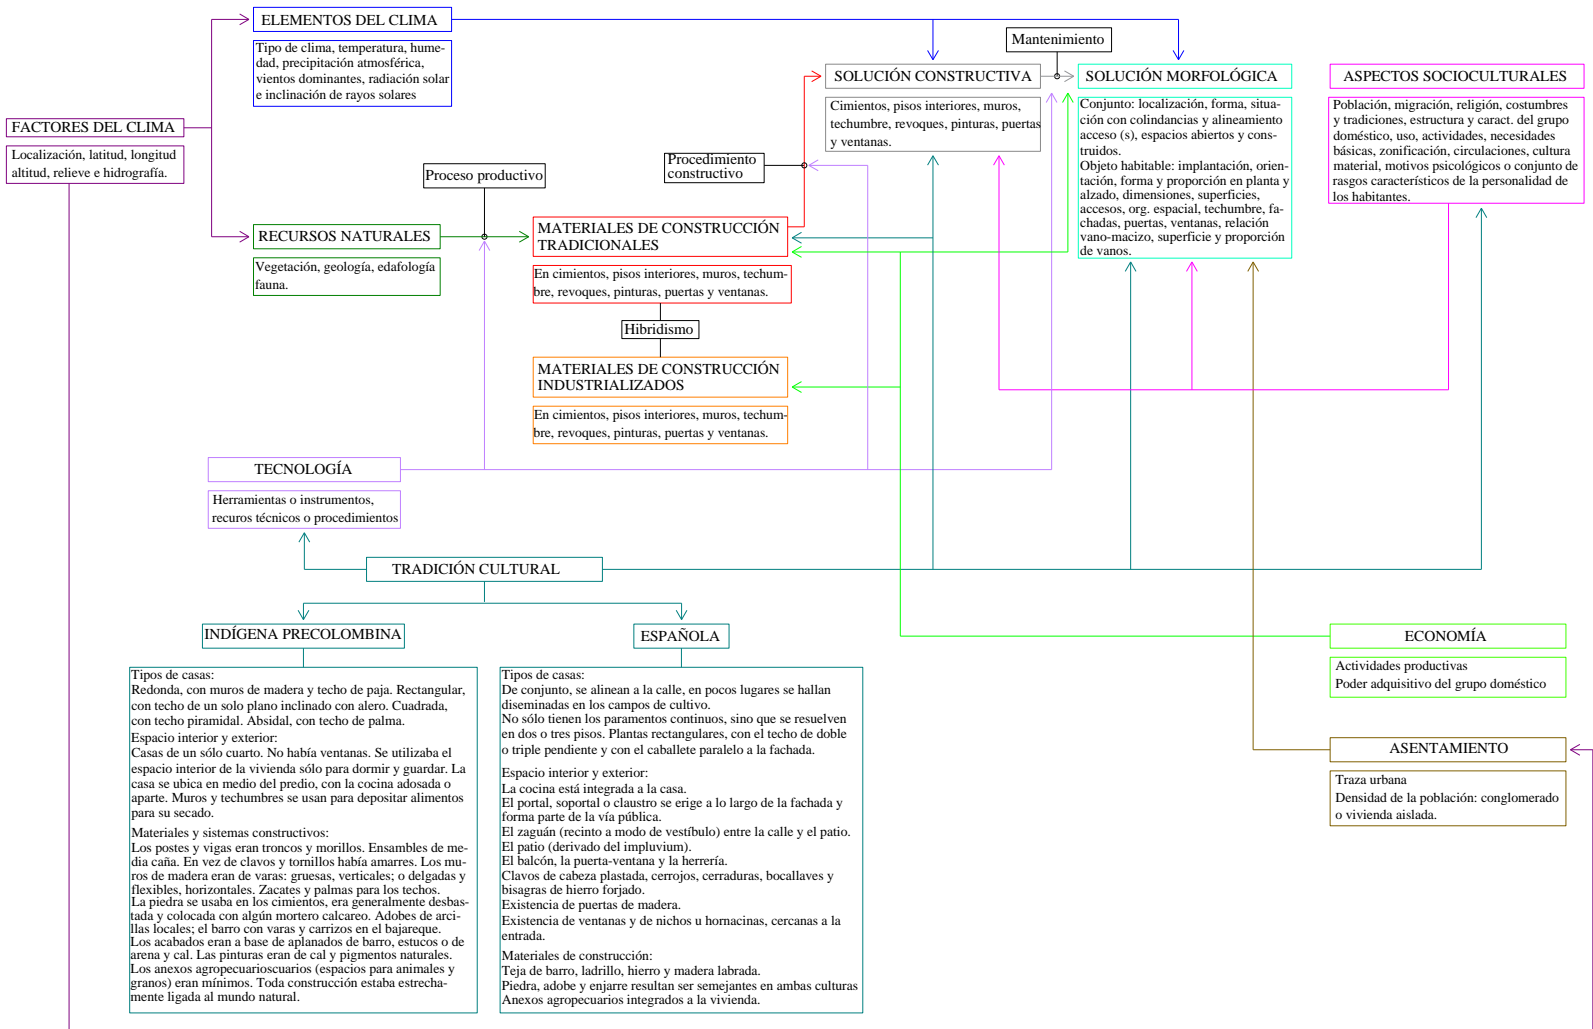 ELEMENTOS DEL CLIMA
Tipo de clima, temperatura, hume-
dad, precipitación atmosférica,
vientos dominantes, radiación solar
e inclinación de rayos solares
FACTORES DEL CLIMA
Localización, latitud, longitud
altitud, relieve e hidrografía.
RECURSOS NATURALES
Vegetación, geología, edafología
fauna.
Proceso productivo
MATERIALES DE CONSTRUCCIÓN
TRADICIONALES
En cimientos, pisos interiores, muros, techum-
bre, revoques, pinturas, puertas y ventanas.
Hibridismo
MATERIALES DE CONSTRUCCIÓN
INDUSTRIALIZADOS
En cimientos, pisos interiores, muros, techum-
bre, revoques, pinturas, puertas y ventanas.
Procedimiento
constructivo
SOLUCIÓN CONSTRUCTIVA
Cimientos, pisos interiores, muros,
techumbre, revoques, pinturas, puertas
y ventanas.
Mantenimiento
SOLUCIÓN MORFOLÓGICA
Conjunto: localización, forma, situa-
ción con colindancias y alineamiento
acceso (s), espacios abiertos y cons-
truidos.
Objeto habitable: implantación, orien-
tación, forma y proporción en planta y
alzado, dimensiones, superficies,
accesos, org. espacial, techumbre, fa-
chadas, puertas, ventanas, relación
vano-macizo, superficie y proporción
de vanos.
ASPECTOS SOCIOCULTURALES
Población, migración, religión, costumbres
y tradiciones, estructura y caract. del grupo
doméstico, uso, actividades, necesidades
básicas, zonificación, circulaciones, cultura
material, motivos psicológicos o conjunto de
rasgos característicos de la personalidad de
los habitantes.
TECNOLOGÍA
Herramientas o instrumentos,
recuros técnicos o procedimientos
TRADICIÓN CULTURAL
INDÍGENA PRECOLOMBINA
Tipos de casas:
Redonda, con muros de madera y techo de paja. Rectangular,
con techo de un solo plano inclinado con alero. Cuadrada,
con techo piramidal. Absidal, con techo de palma.
Espacio interior y exterior:
Casas de un sólo cuarto. No había ventanas. Se utilizaba el
espacio interior de la vivienda sólo para dormir y guardar. La
casa se ubica en medio del predio, con la cocina adosada o
aparte. Muros y techumbres se usan para depositar alimentos
para su secado.
Materiales y sistemas constructivos:
Los postes y vigas eran troncos y morillos. Ensambles de me-
dia caña. En vez de clavos y tornillos había amarres. Los mu-
ros de madera eran de varas: gruesas, verticales; o delgadas y
flexibles, horizontales. Zacates y palmas para los techos.
La piedra se usaba en los cimientos, era generalmente desbas-
tada y colocada con algún mortero calcareo. Adobes de arci-
llas locales; el barro con varas y carrizos en el bajareque.
Los acabados eran a base de aplanados de barro, estucos o de
arena y cal. Las pinturas eran de cal y pigmentos naturales.
Los anexos agropecuarioscuarios (espacios para animales y
granos) eran mínimos. Toda construcción estaba estrecha-
mente ligada al mundo natural.
ESPAÑOLA
Tipos de casas:
De conjunto, se alinean a la calle, en pocos lugares se hallan
diseminadas en los campos de cultivo.
No sólo tienen los paramentos continuos, sino que se resuelven
en dos o tres pisos. Plantas rectangulares, con el techo de doble
o triple pendiente y con el caballete paralelo a la fachada.
Espacio interior y exterior:
La cocina está integrada a la casa.
El portal, soportal o claustro se erige a lo largo de la fachada y
forma parte de la vía pública.
El zaguán (recinto a modo de vestíbulo) entre la calle y el patio.
El patio (derivado del impluvium).
El balcón, la puerta-ventana y la herrería.
Clavos de cabeza plastada, cerrojos, cerraduras, bocallaves y
bisagras de hierro forjado.
Existencia de puertas de madera.
Existencia de ventanas y de nichos u hornacinas, cercanas a la
entrada.
Materiales de construcción:
Teja de barro, ladrillo, hierro y madera labrada.
Piedra, adobe y enjarre resultan ser semejantes en ambas culturas
Anexos agropecuarios integrados a la vivienda.
ECONOMÍA
Actividades productivas
Poder adquisitivo del grupo doméstico
ASENTAMIENTO
Traza urbana
Densidad de la población: conglomerado
o vivienda aislada.